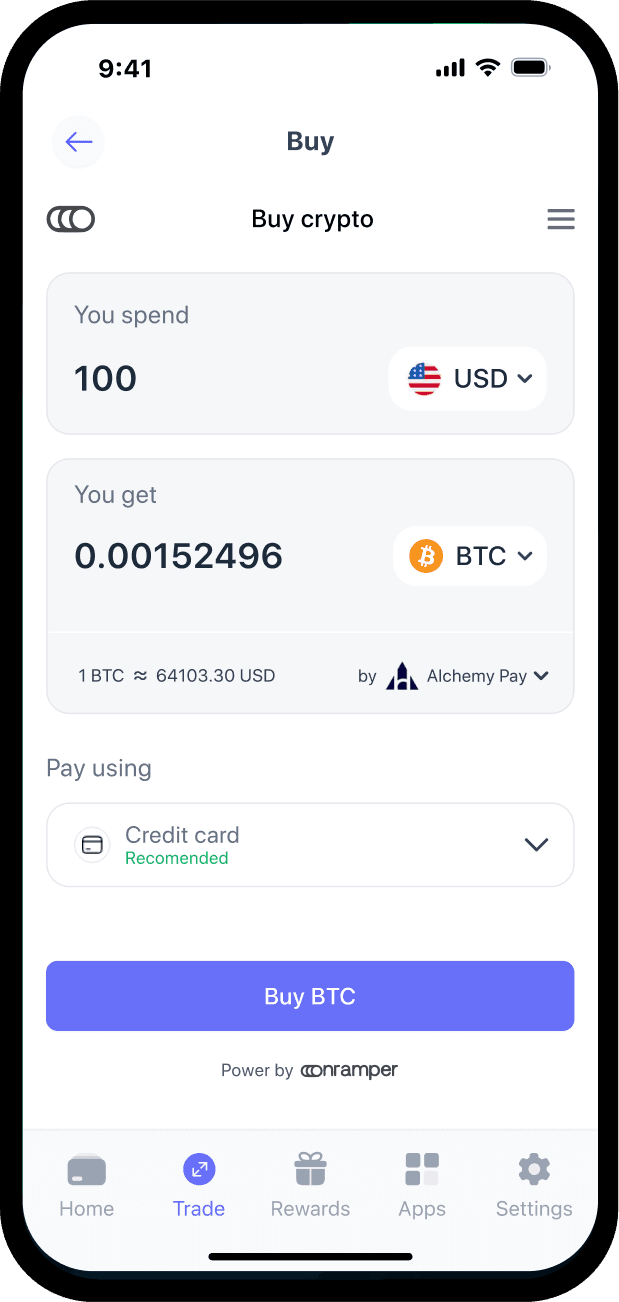 9:41
Buy
Buy crypto
You spend
100
USD
You get
0.00152496
BTC
1 BTC ≈ 64103.30 USD
by Alchemy Pay
Pay using
Credit card
Recomended
Buy BTC
Power by onramper
Home Trade Rewards Apps Settings